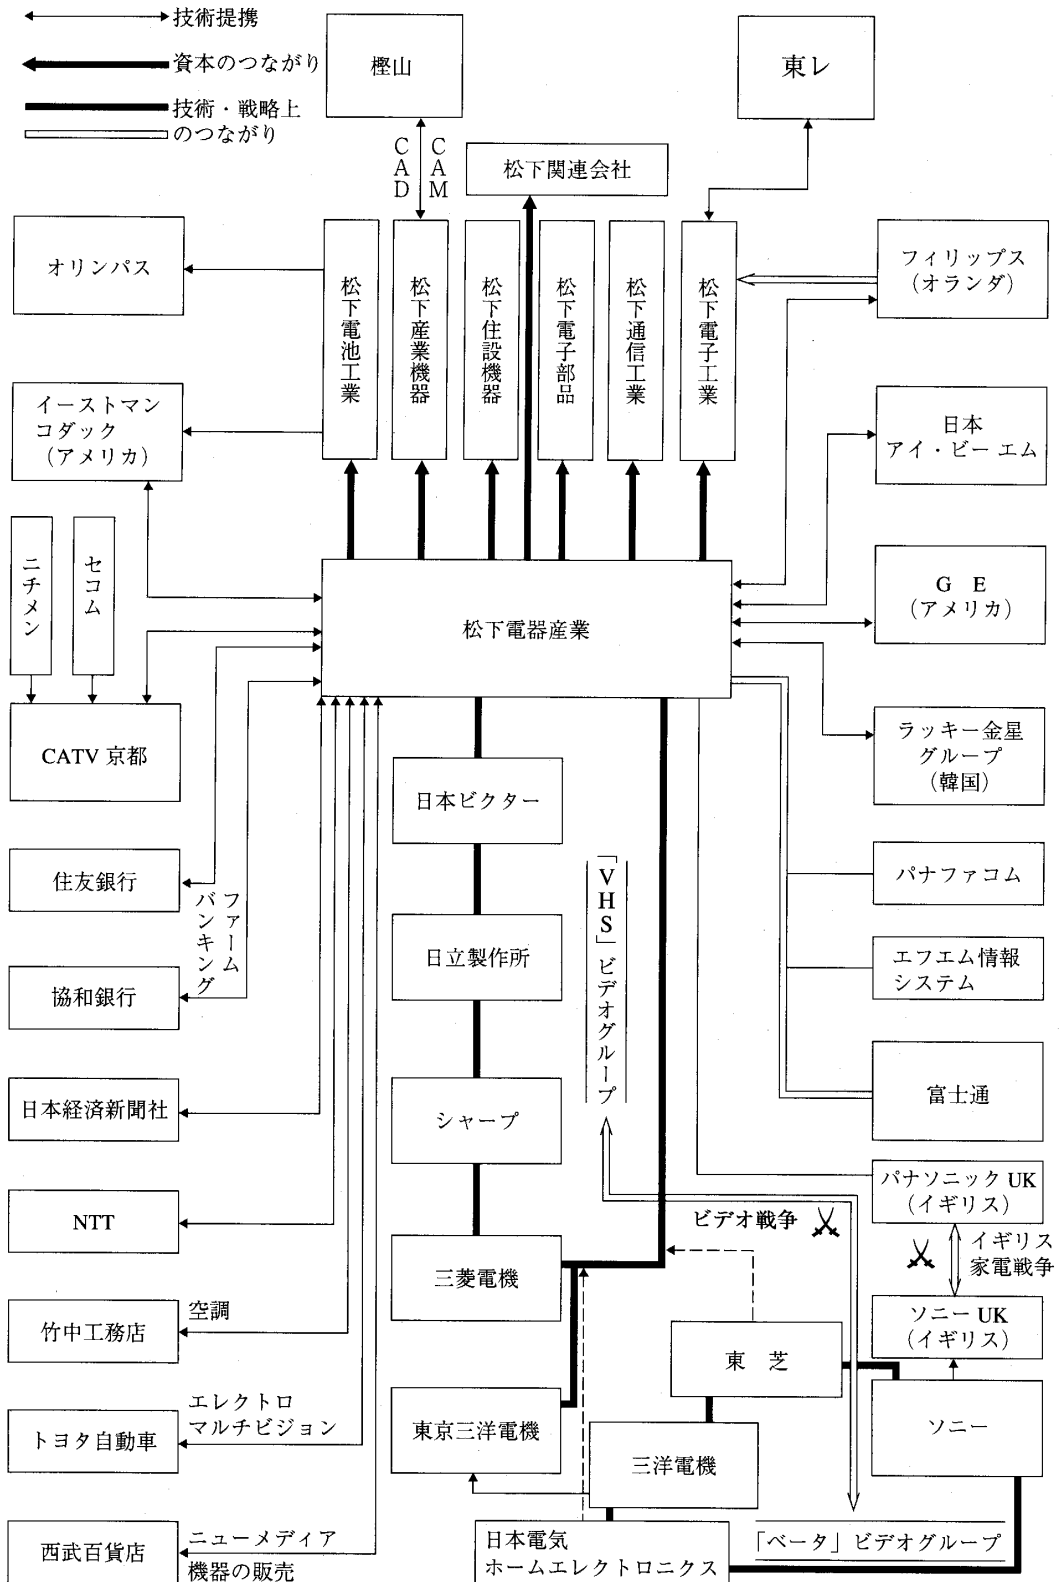 技術提携
資本のつながり
技術・戦略上
のつながり
樫山
東レ
CAD
CAM
松下関連会社
オリンパス
松下電池工業
松下産業機器
松下住設機器
松下電子部品
松下通信工業
松下電子工業
フィリップス
(オランダ)
イーストマン
コダック
(アメリカ)
日本
アイ・ビー エム
ニチメン
セコム
松下電器産業
G E
(アメリカ)
CATV 京都
ラッキー金星
グループ
(韓国)
日本ビクター
住友銀行
ファーム
バンキング
「VHS」ビデオグループ
パナファコム
日立製作所
エフエム情報
システム
協和銀行
日本経済新聞社
シャープ
富士通
NTT
パナソニック UK
(イギリス)
ビデオ戦争
イギリス
家電戦争
三菱電機
竹中工務店
空調
東 芝
ソニー UK
(イギリス)
トヨタ自動車
エレクトロ
マルチビジョン
東京三洋電機
三洋電機
ソニー
西武百貨店
ニューメディア
機器の販売
日本電気
ホームエレクトロニクス
「ベータ」ビデオグループ